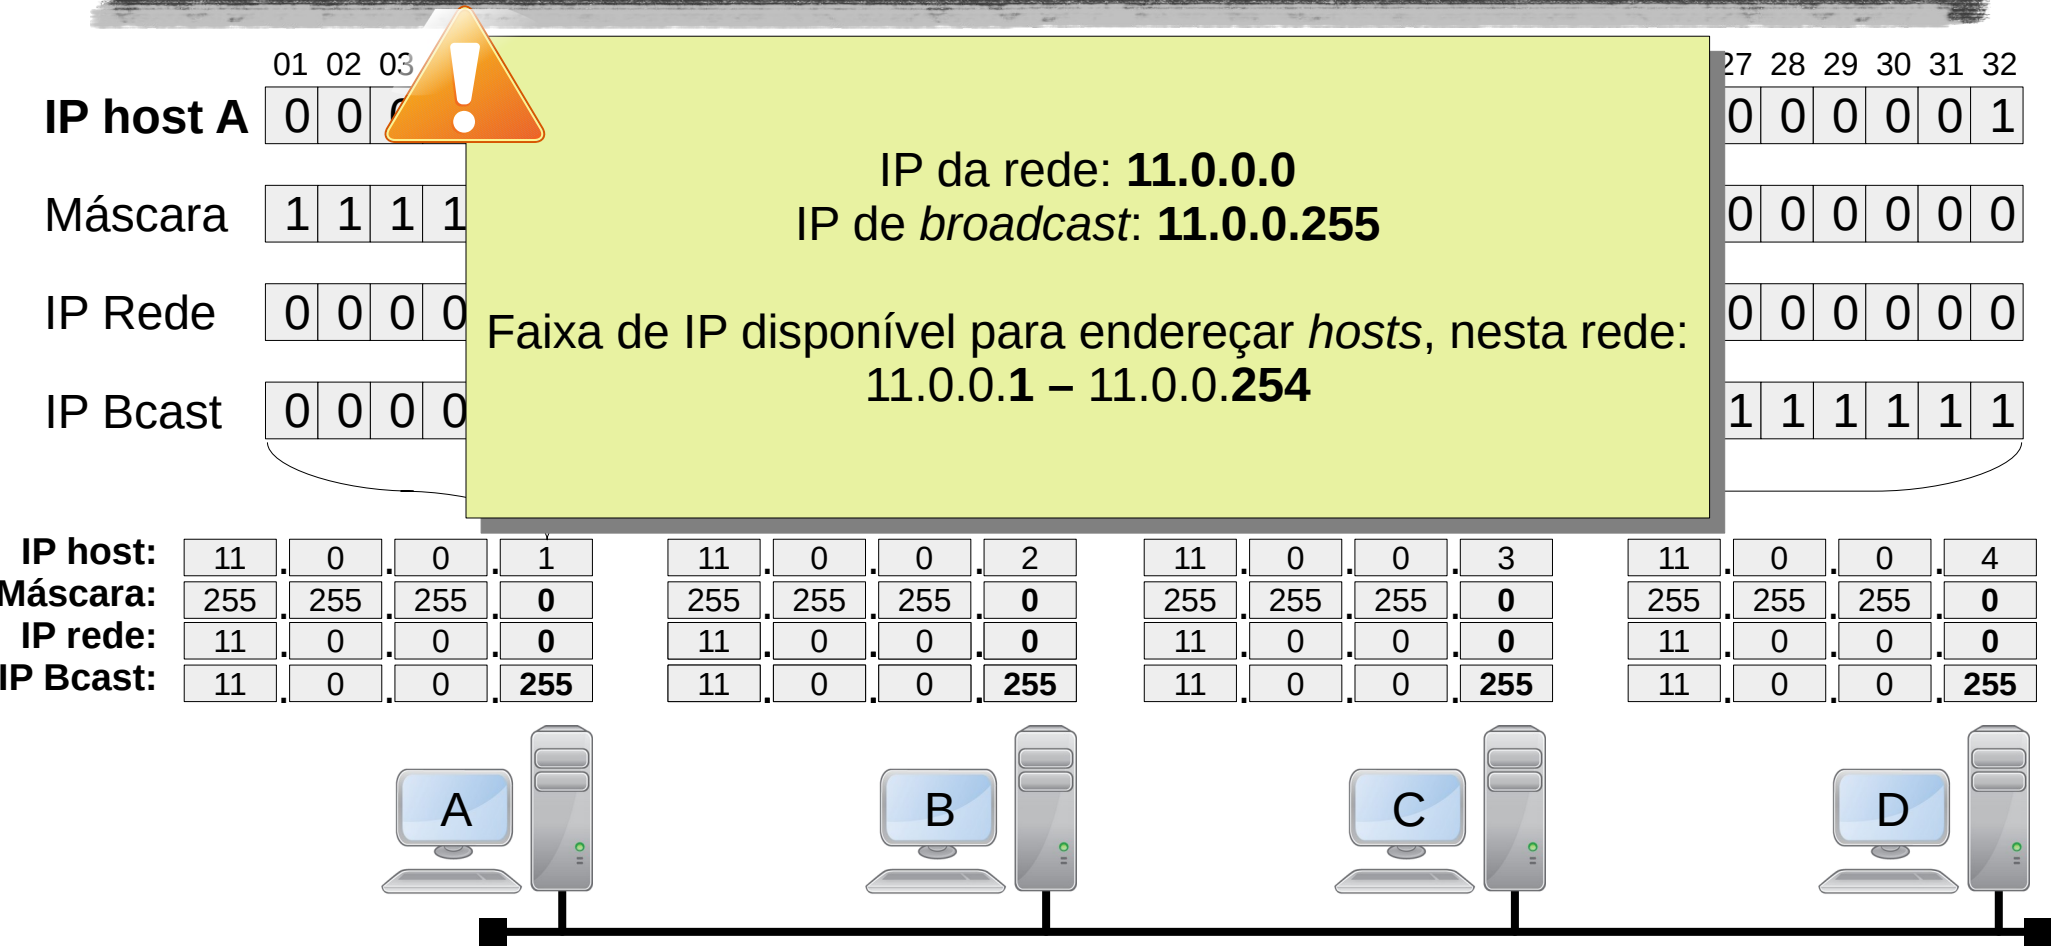 01 02 03 27 28 29 30 31 32
IP host A 0 0 0 0 0 0 0 1
Máscara 1 1 1 1 0 0 0 0 0 0
IP Rede 0 0 0 0 0 0 0 0 0 0
IP Bcast 0 0 0 0 1 1 1 1 1 1
IP da rede: 11.0.0.0
IP de broadcast: 11.0.0.255
Faixa de IP disponível para endereçar hosts, nesta rede:
11.0.0.1 – 11.0.0.254
IP host: 11 . 0 . 0 . 1 11 . 0 . 0 . 2 11 . 0 . 0 . 3 11 . 0 . 0 . 4
Máscara: 255 . 255 . 255 . 0 255 . 255 . 255 . 0 255 . 255 . 255 . 0 255 . 255 . 255 . 0
IP rede: 11 . 0 . 0 . 0 11 . 0 . 0 . 0 11 . 0 . 0 . 0 11 . 0 . 0 . 0
IP Bcast: 11 . 0 . 0 . 255 11 . 0 . 0 . 255 11 . 0 . 0 . 255 11 . 0 . 0 . 255
A B C D